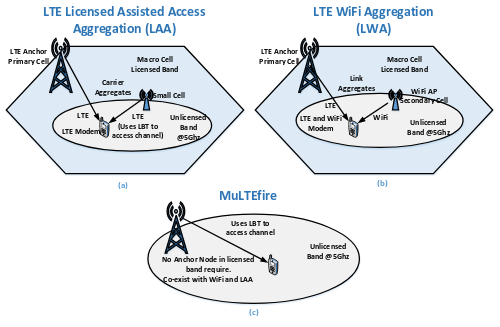 LTE Licensed Assisted Access
Aggregation (LAA)
LTE Anchor
Primary Cell
Macro Cell
Licensed Band
Carrier
Aggregates
Small Cell
LTE
LTE Modem
LTE
(Uses LBT to
access channel)
Unlicensed
Band
@5Ghz
(a)
LTE WiFi Aggregation
(LWA)
LTE Anchor
Primary Cell
Macro Cell
Licensed Band
Link
Aggregates
WiFi AP
Secondary Cell
LTE
LTE and WiFi
Modem
WiFi
Unlicensed
Band @5Ghz
(b)
MuLTEfire
Uses LBT to
access channel
Unlicensed
Band @5Ghz
No Anchor Node in licensed
band require.
Co-exist with WiFi and LAA
(c)